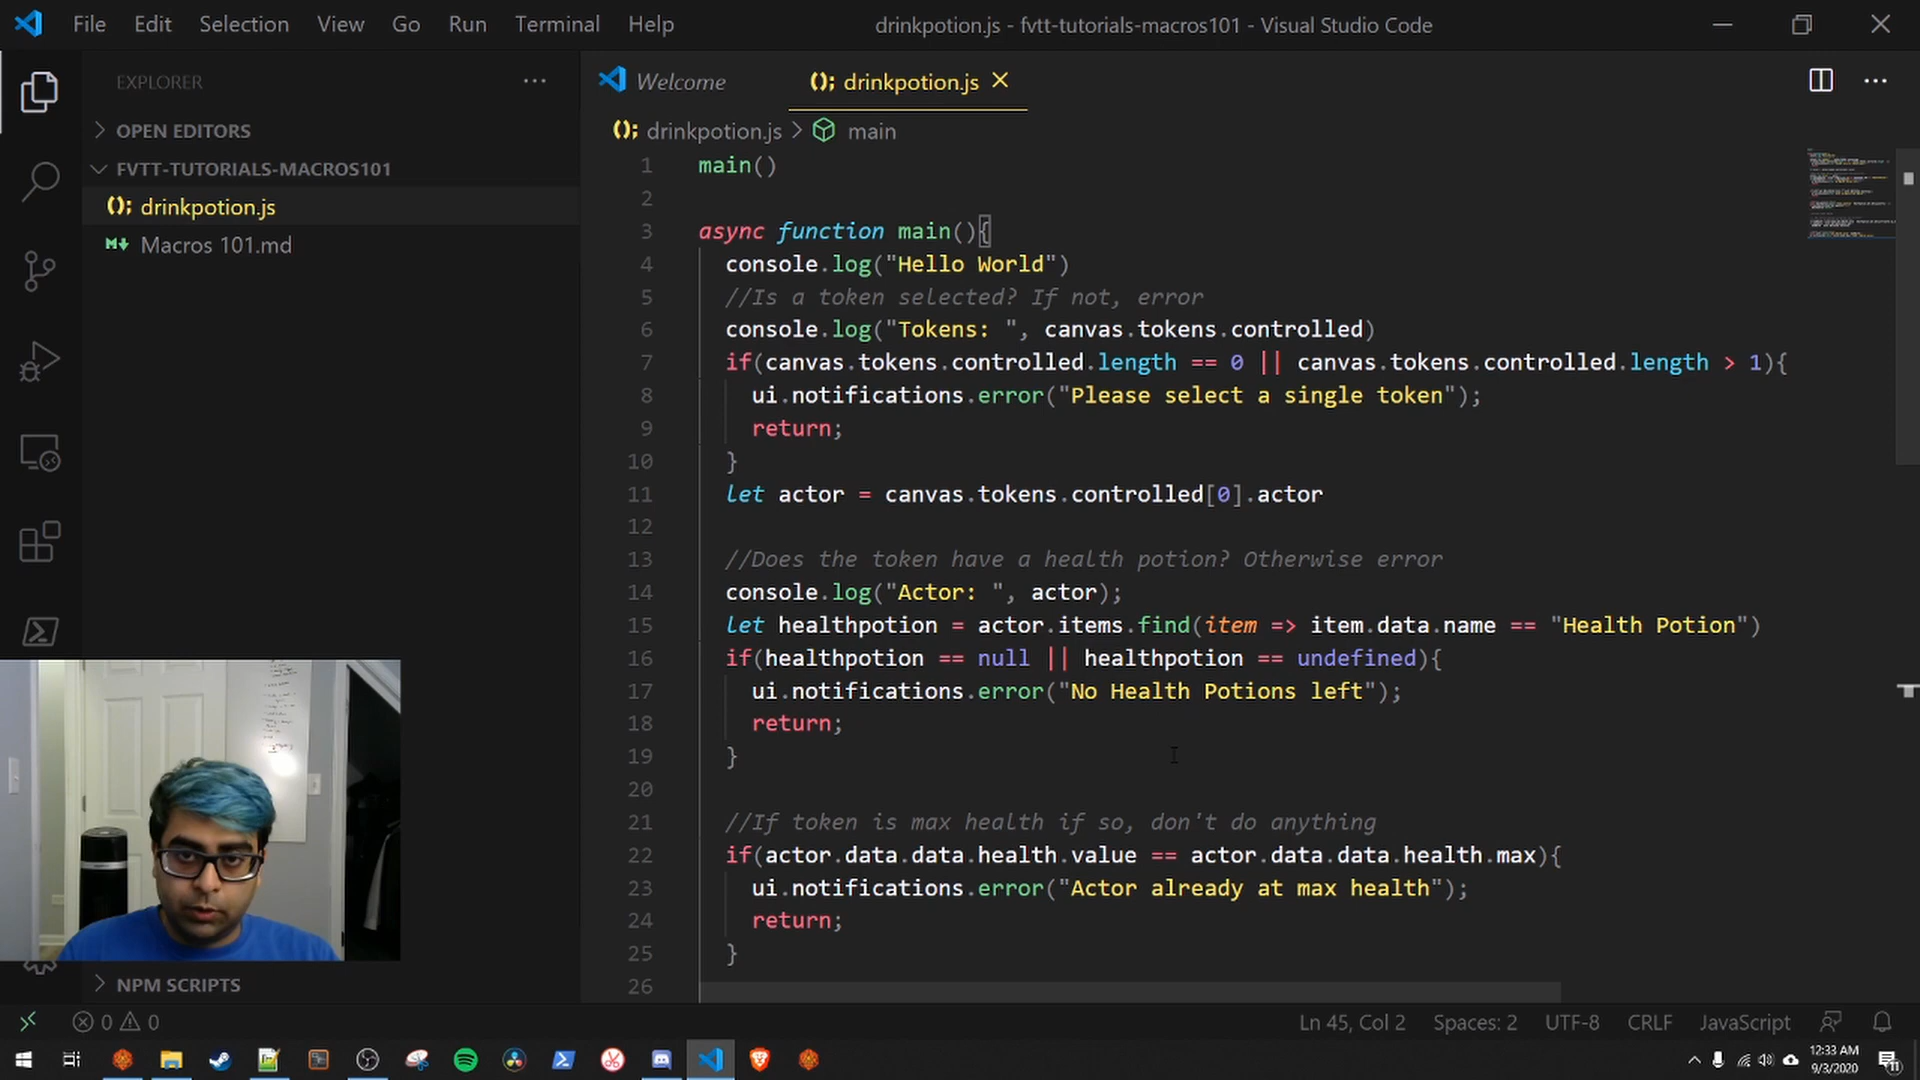 File Edit Selection View Go Run Terminal Help drinkpotion.js - fvtt-tutorials-macros101 - Visual Studio Code
EXPLORER
OPEN EDITORS
FVTT-TUTORIALS-MACROS101
drinkpotion.js
Macros 101.md
NPM SCRIPTS
Welcome drinkpotion.js
drinkpotion.js > main
1 main()
2
3 async function main(){
4 console.log("Hello World")
5 //Is a token selected? If not, error
6 console.log("Tokens: ", canvas.tokens.controlled)
7 if(canvas.tokens.controlled.length == 0 || canvas.tokens.controlled.length > 1){
8 ui.notifications.error("Please select a single token");
9 return;
10 }
11 let actor = canvas.tokens.controlled[0].actor
12
13 //Does the token have a health potion? Otherwise error
14 console.log("Actor: ", actor);
15 let healthpotion = actor.items.find(item => item.data.name == "Health Potion")
16 if(healthpotion == null || healthpotion == undefined){
17 ui.notifications.error("No Health Potions left");
18 return;
19 }
20
21 //If token is max health if so, don't do anything
22 if(actor.data.data.health.value == actor.data.data.health.max){
23 ui.notifications.error("Actor already at max health");
24 return;
25 }
26
0 0 Ln 45, Col 2 Spaces: 2 UTF-8 CRLF JavaScript
12:33 AM
9/3/2020